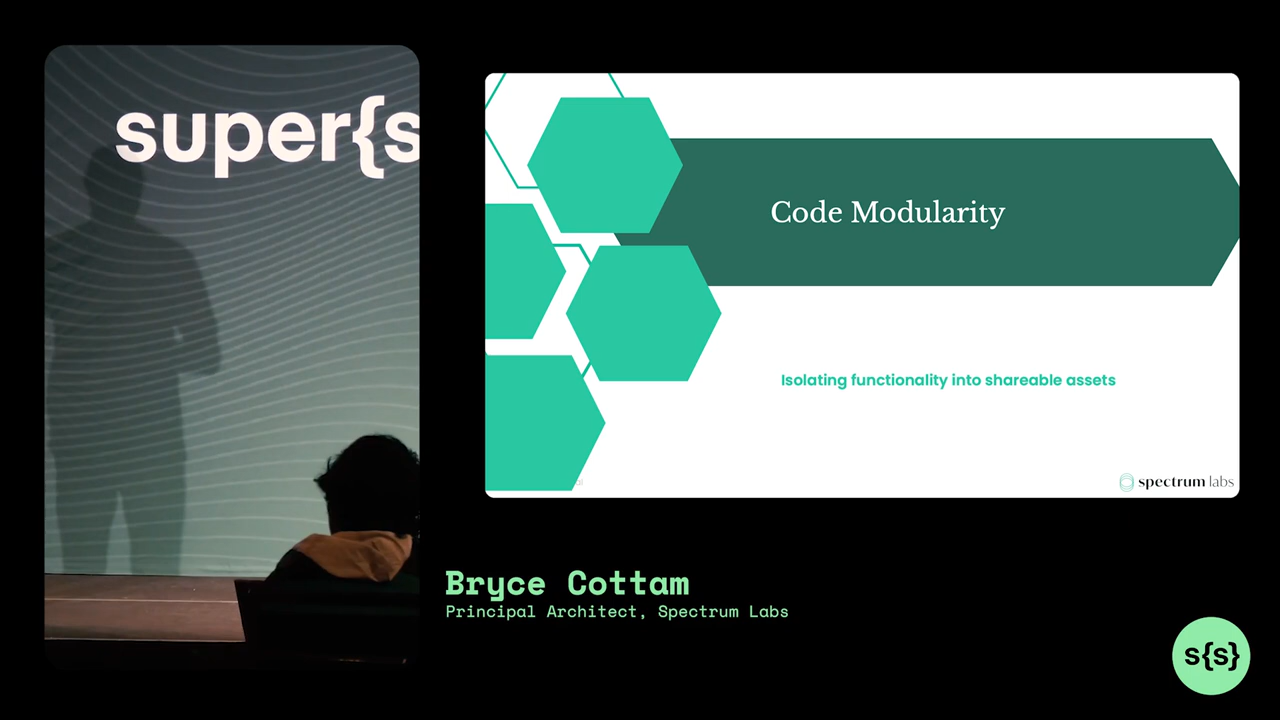 super{s
Code Modularity
Isolating functionality into shareable assets
spectrum labs
Bryce Cottam
Principal Architect, Spectrum Labs
s{s}